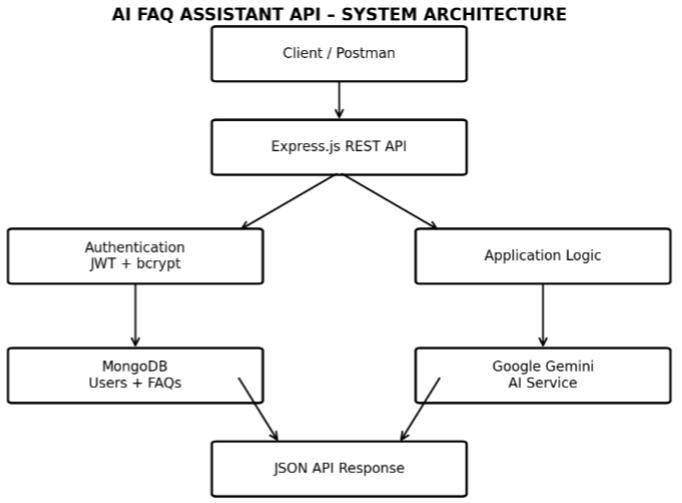 AI FAQ ASSISTANT API – SYSTEM ARCHITECTURE
Client / Postman
Express.js REST API
Authentication
JWT + bcrypt
Application Logic
MongoDB
Users + FAQs
Google Gemini
AI Service
JSON API Response